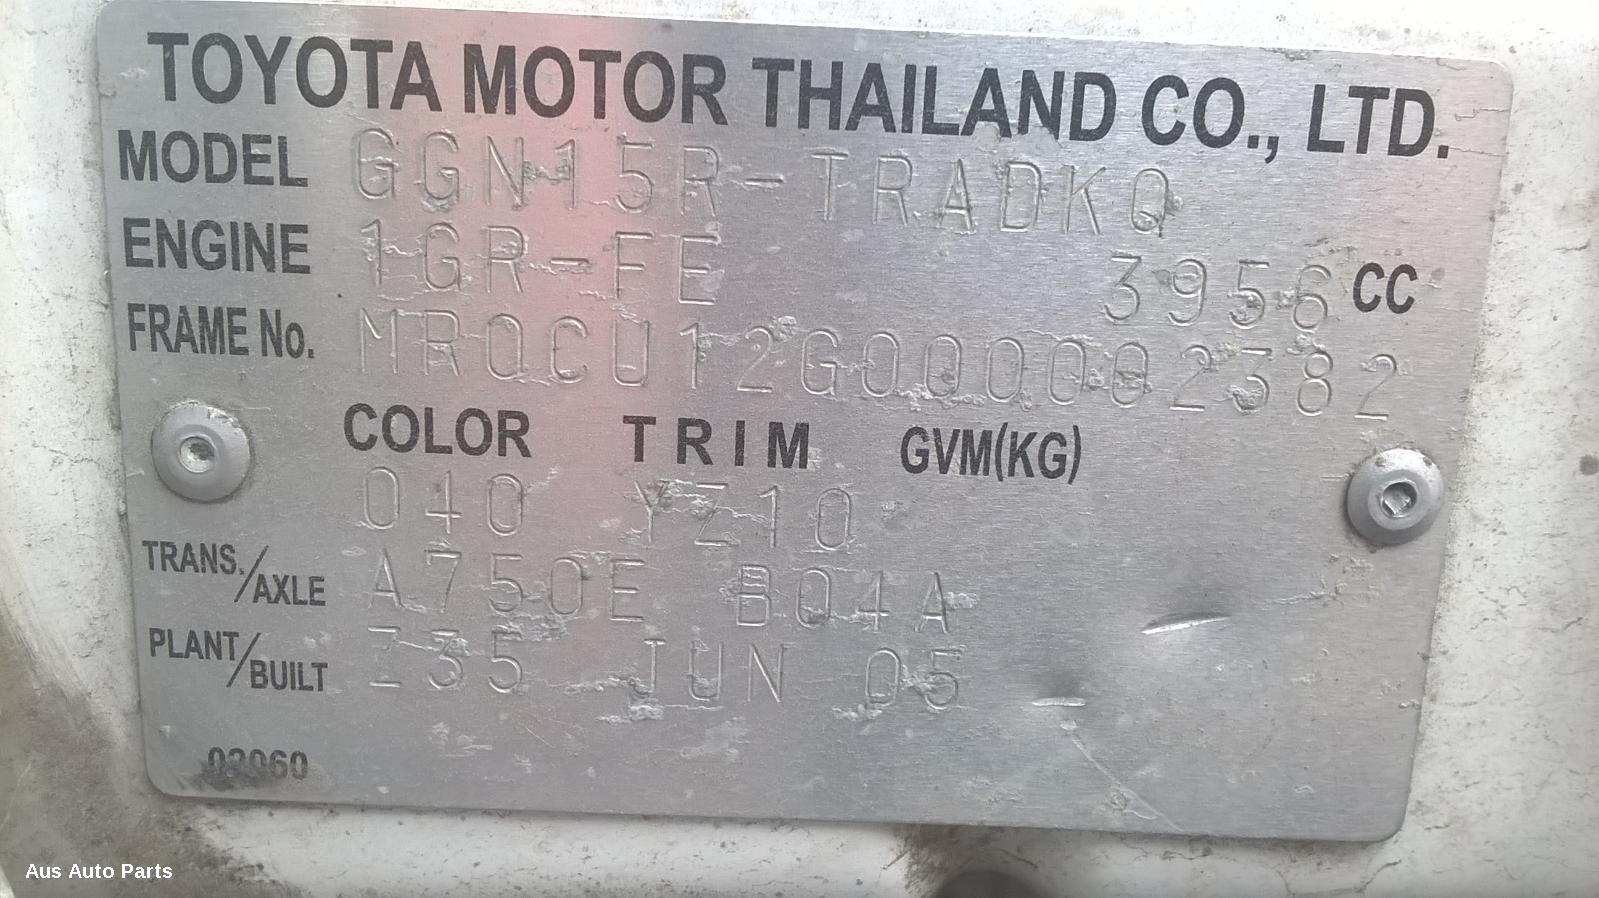 TOYOTA MOTOR THAILAND CO., LTD.
MODEL GGN15R-TRADKQ
ENGINE 1GR-FE 3956 CC
FRAME No. MR0CU12G000002382
COLOR TRIM GVM(KG)
040 YZ10
TRANS./AXLE A750E B04A
PLANT/BUILT Z35 JUN 05
03060
Aus Auto Parts